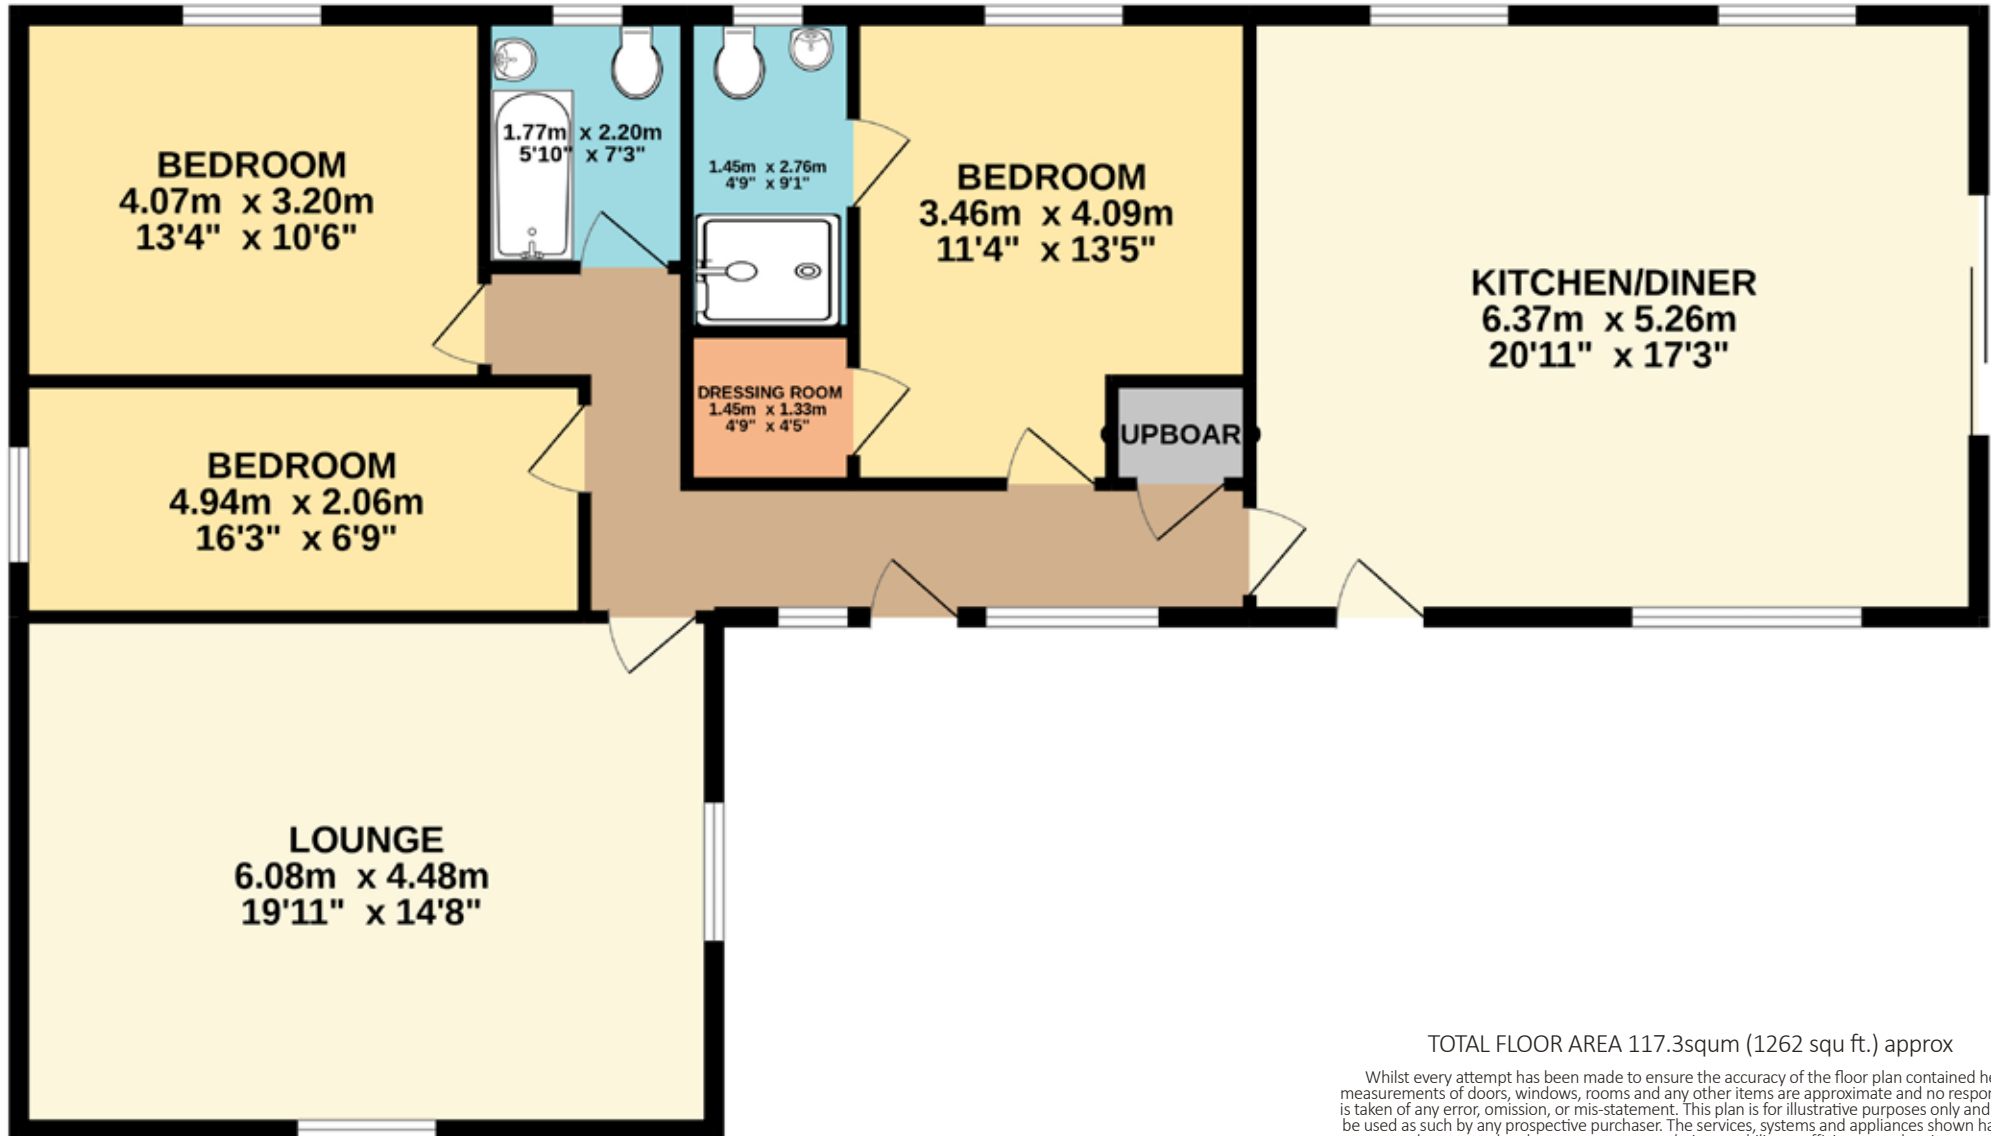 BEDROOM
4.07m x 3.20m
13'4" x 10'6"
1.77m x 2.20m
5'10" x 7'3"
1.45m x 2.76m
4'9" x 9'1"
BEDROOM
3.46m x 4.09m
11'4" x 13'5"
KITCHEN/DINER
6.37m x 5.26m
20'11" x 17'3"
DRESSING ROOM
1.45m x 1.33m
4'9" x 4'5"
UPBOAR
BEDROOM
4.94m x 2.06m
16'3" x 6'9"
LOUNGE
6.08m x 4.48m
19'11" x 14'8"
TOTAL FLOOR AREA 117.3squm (1262 squ ft.) approx
Whilst every attempt has been made to ensure the accuracy of the floor plan contained he
measurements of doors, windows, rooms and any other items are approximate and no respon
is taken of any error, omission, or mis-statement. This plan is for illustrative purposes only and
be used as such by any prospective purchaser. The services, systems and appliances shown ha